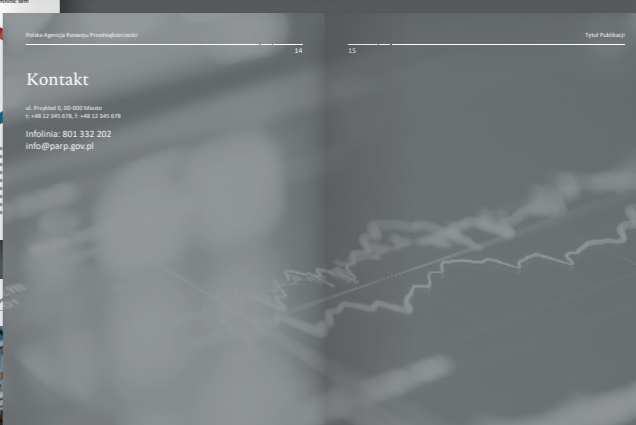 Polska Agencja Rozwoju Przedsiębiorczości
14
Kontakt
ul. Przykład 0, 00-000 Miasto
t: +48 12 345 678, f: +48 12 345 678
Infolinia: 801 332 202
info@parp.gov.pl
15
Tytuł Publikacji